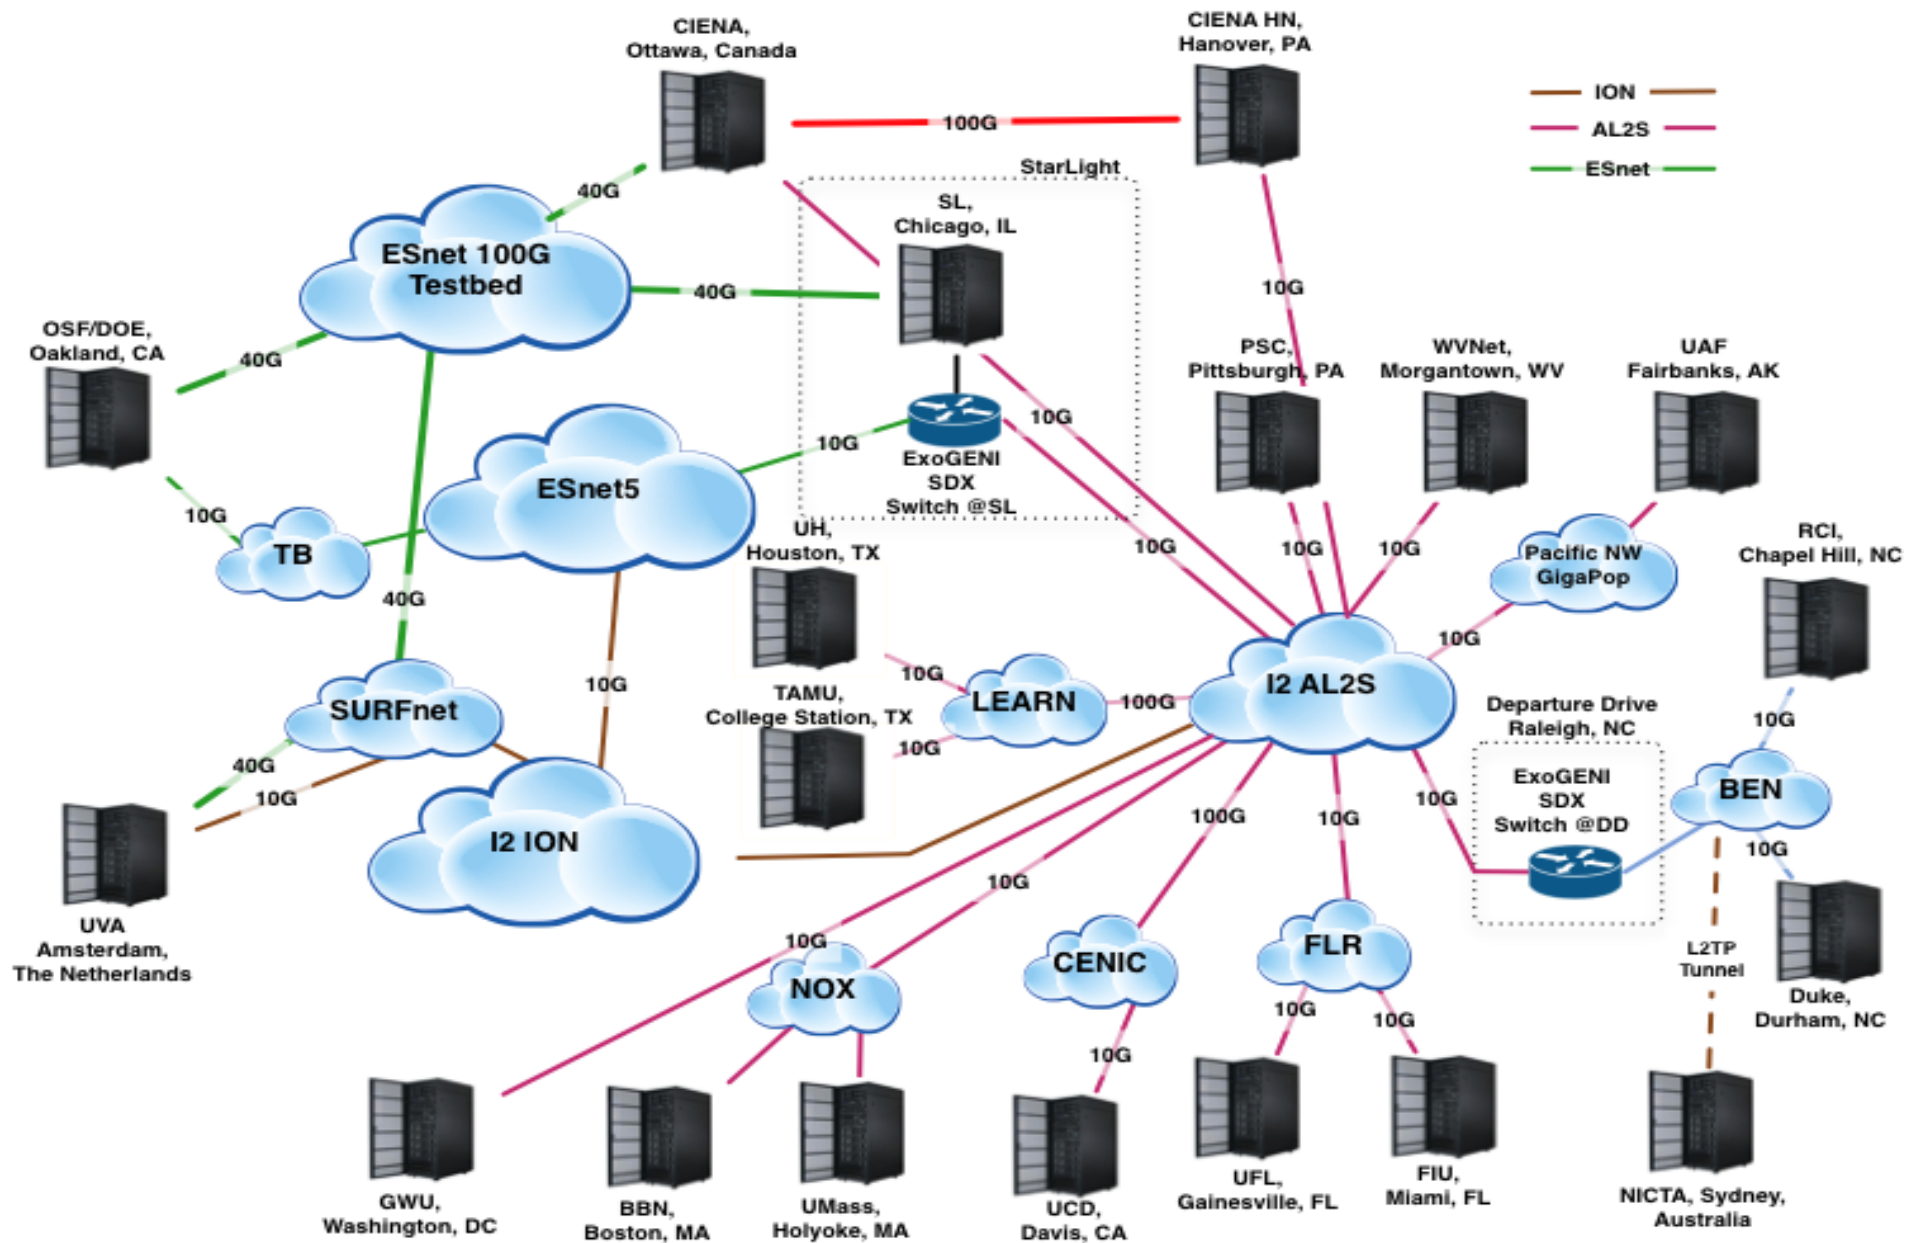 CIENA,
Ottawa, Canada
CIENA HN,
Hanover, PA
ION
AL2S
ESnet
100G
StarLight
40G
SL,
Chicago, IL
ESnet 100G
Testbed
40G
10G
OSF/DOE,
Oakland, CA
40G
PSC,
Pittsburgh, PA
WVNet,
Morgantown, WV
UAF
Fairbanks, AK
10G
10G
ExoGENI
SDX
Switch @SL
ESnet5
10G
TB
UH,
Houston, TX
10G
10G
10G
Pacific NW
GigaPop
RCI,
Chapel Hill, NC
40G
10G
10G
SURFnet
TAMU,
College Station, TX
10G
LEARN
100G
I2 AL2S
Departure Drive
Raleigh, NC
10G
10G
40G
10G
ExoGENI
SDX
Switch @DD
BEN
10G
100G
10G
10G
I2 ION
UVA
Amsterdam,
The Netherlands
10G
10G
NOX
CENIC
FLR
L2TP
Tunnel
Duke,
Durham, NC
10G
10G
10G
GWU,
Washington, DC
BBN,
Boston, MA
UMass,
Holyoke, MA
UCD,
Davis, CA
UFL,
Gainesville, FL
FIU,
Miami, FL
NICTA, Sydney,
Australia